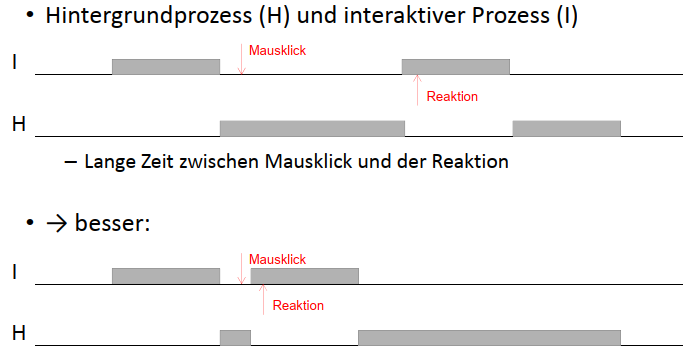 • Hintergrundprozess (H) und interaktiver Prozess (I)
Mausklick
I
Reaktion
H
– Lange Zeit zwischen Mausklick und der Reaktion
• → besser:
Mausklick
I
Reaktion
H